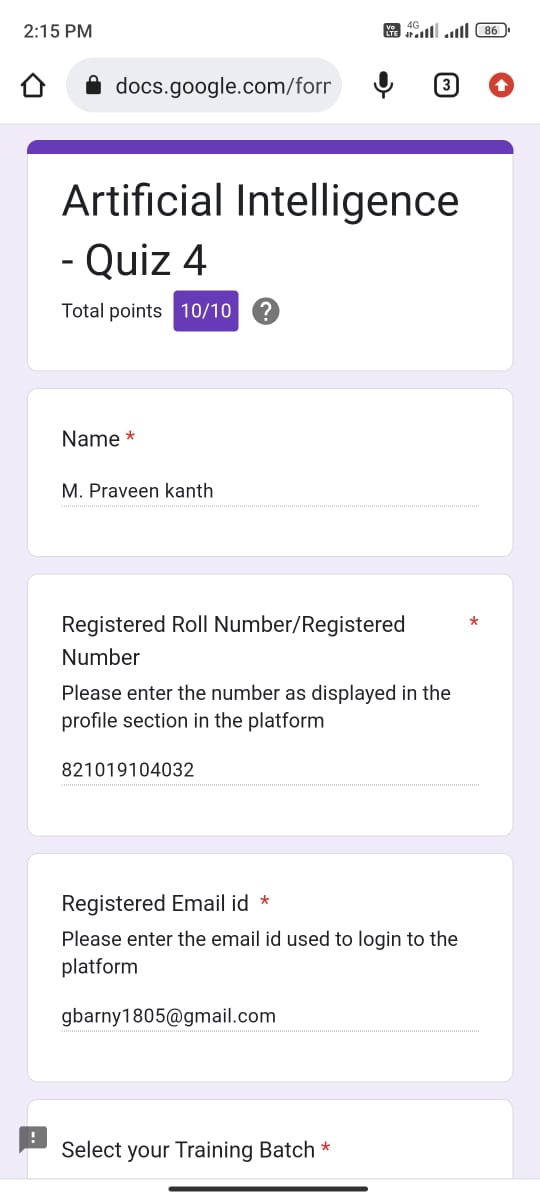 2:15 PM
Vo LTE 4G 86
docs.google.com/forr
3
Artificial Intelligence
- Quiz 4
Total points 10/10 ?
Name *
M. Praveen kanth
Registered Roll Number/Registered *
Number
Please enter the number as displayed in the
profile section in the platform
821019104032
Registered Email id *
Please enter the email id used to login to the
platform
gbarny1805@gmail.com
Select your Training Batch *